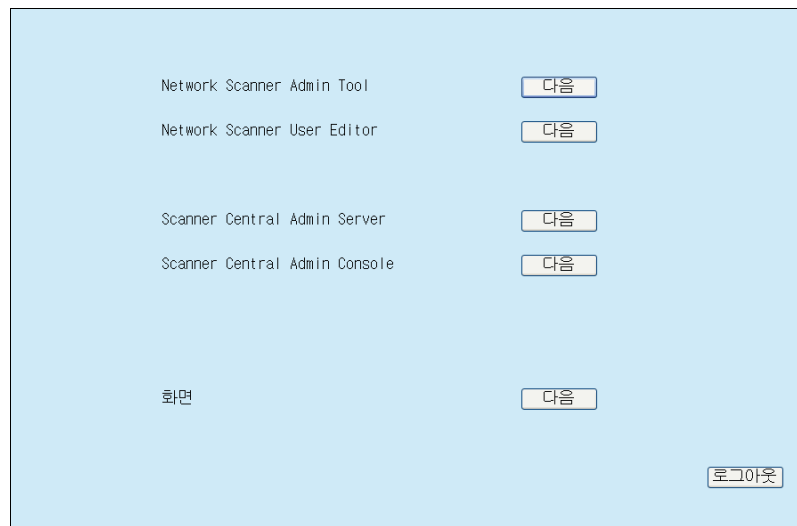 Network Scanner Admin Tool 다음
Network Scanner User Editor 다음
Scanner Central Admin Server 다음
Scanner Central Admin Console 다음
화면 다음
로그아웃